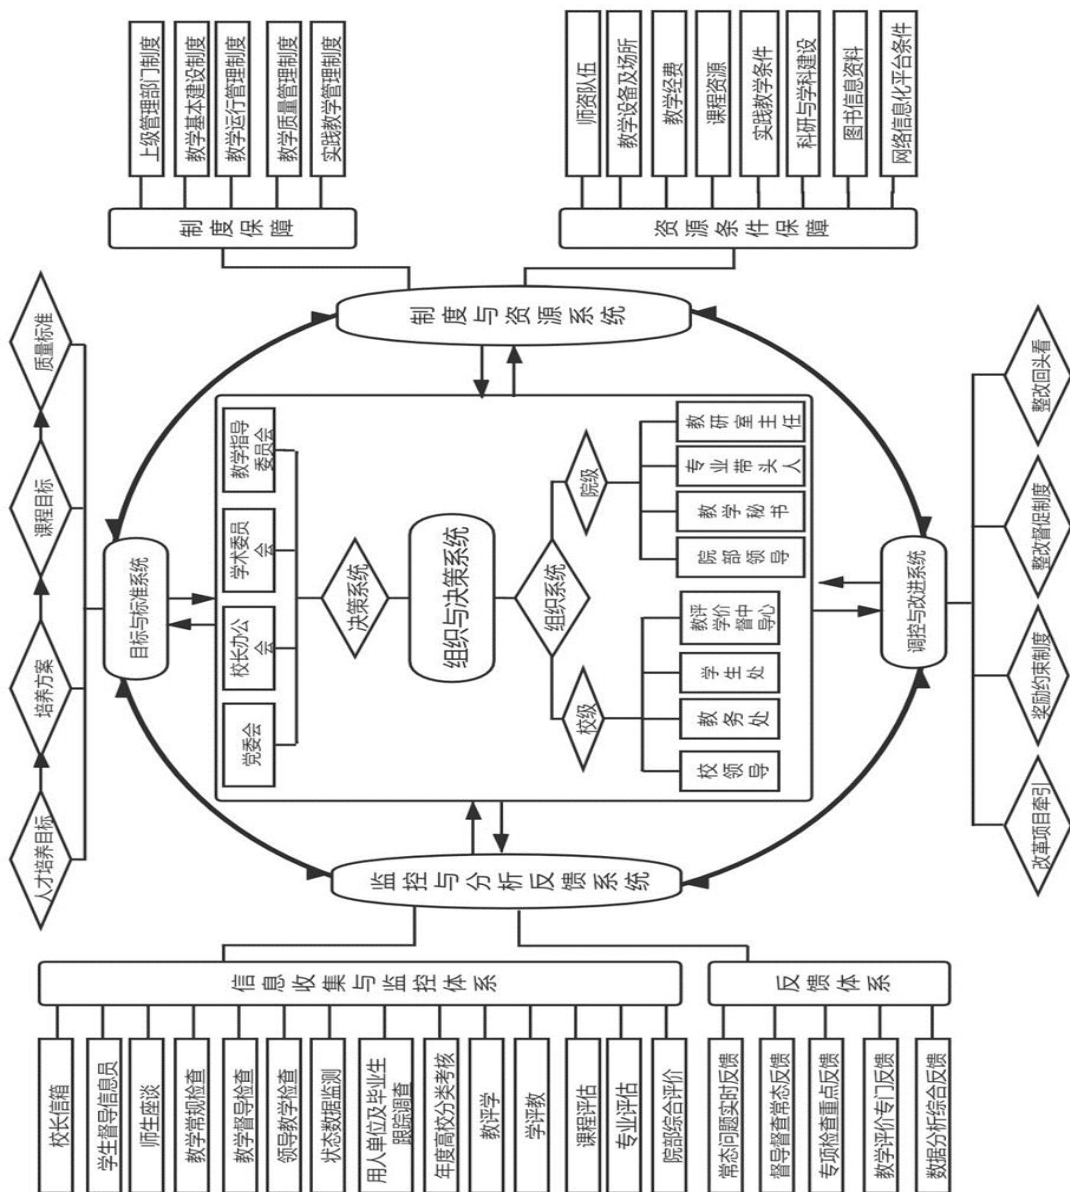 人才培养目标
培养方案
课程目标
质量标准
目标与标准系统
校长信箱
学生督导信息员
师生座谈
教学常规检查
教学督导检查
领导教学检查
状态数据监测
用人单位及毕业生
跟踪调查
年度高校分类考核
教评学
学评教
课程评估
专业评估
院部综合评价
信息收集与监控体系
常态问题实时反馈
督导督查常态反馈
专项检查重点反馈
教学评价专门反馈
数据分析综合反馈
反馈体系
监控与分析反馈系统
党委会
校长办公
会
学术委员
会
教学指导
委员会
决策系统
组织与决策系统
组织系统
校级
院级
校领导
教务处
学生处
教学督导
评价中心
院部领导
教学秘书
专业带头人
教研室主任
制度与资源系统
制度保障
上级管理部门制度
教学基本建设制度
教学运行管理制度
教学质量管理制度
实践教学管理制度
资源条件保障
师资队伍
教学设备及场所
教学经费
课程资源
实践教学条件
科研与学科建设
图书信息资料
网络信息化平台条件
调控与改进系统
改革项目牵引
奖励约束制度
整改督促制度
整改回头看